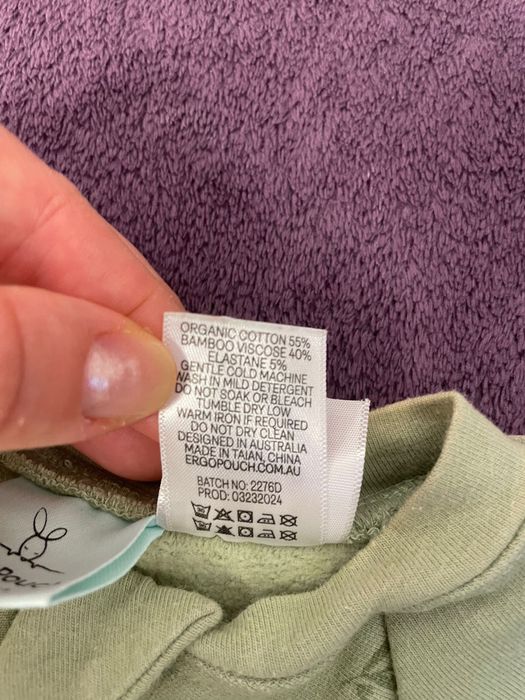 ORGANIC COTTON 55%
BAMBOO VISCOSE 40%
ELASTANE 5%
GENTLE COLD MACHINE
WASH IN MILD DETERGENT
DO NOT SOAK OR BLEACH
TUMBLE DRY LOW
WARM IRON IF REQUIRED
DO NOT DRY CLEAN
DESIGNED IN AUSTRALIA
MADE IN TAIAN, CHINA
ERGOPOUCH.COM.AU
BATCH NO: 2276D
PROD: 03232024